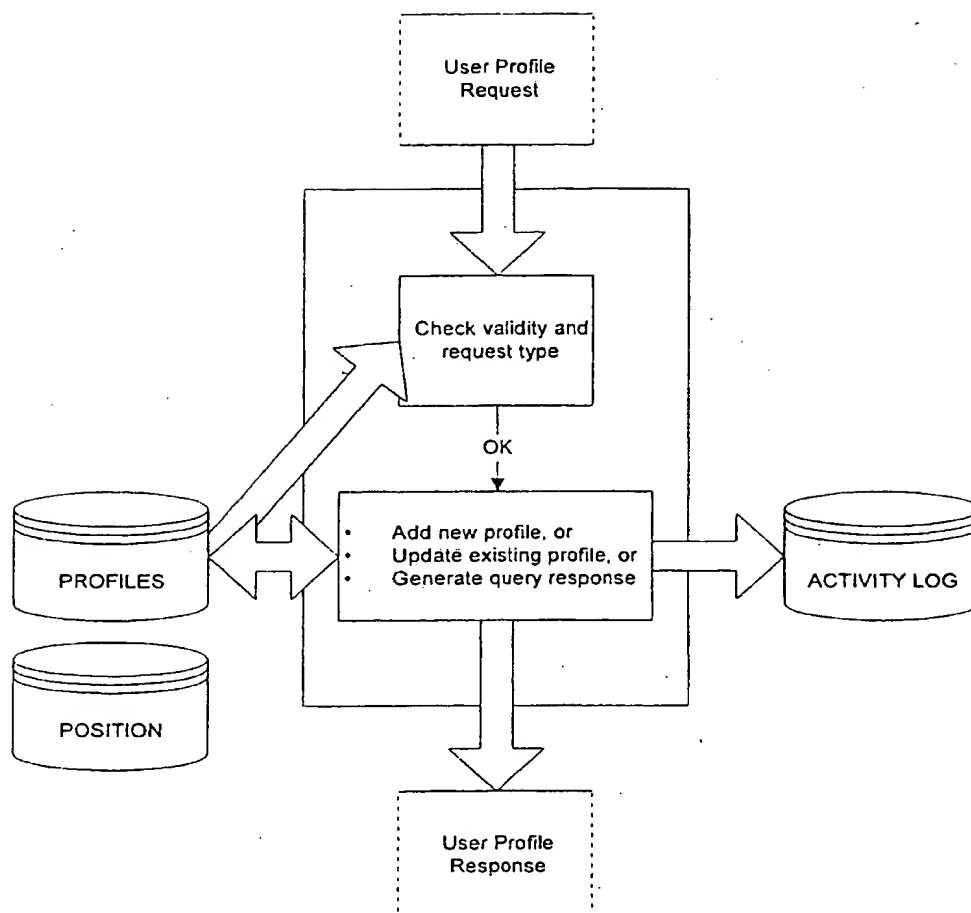 User Profile
Request
Check validity and
request type
OK
• Add new profile, or
• Update existing profile, or
• Generate query response
PROFILES
ACTIVITY LOG
POSITION
User Profile
Response